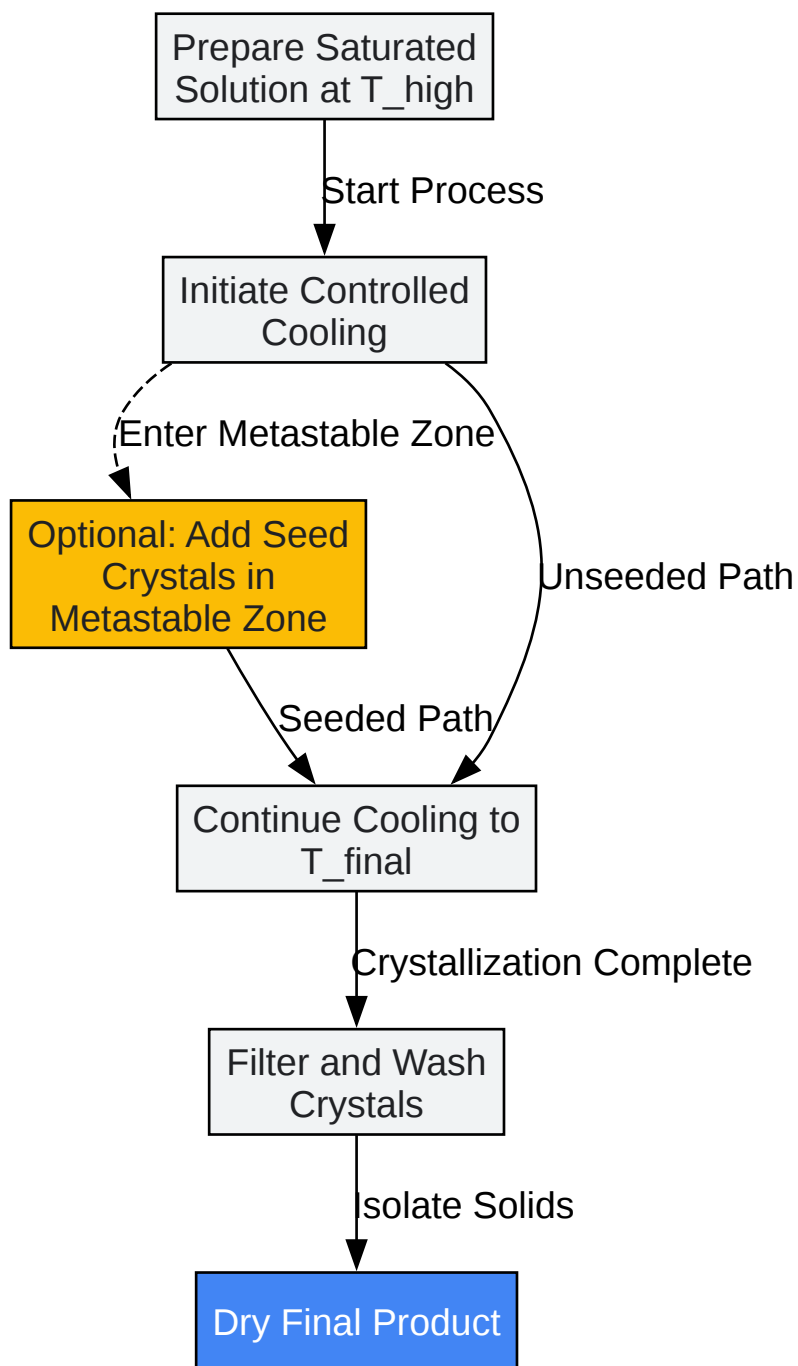 Prepare Saturated
Solution at T_high
Start Process
Initiate Controlled
Cooling
Enter Metastable Zone
Optional: Add Seed
Crystals in
Metastable Zone
Unseeded Path
Seeded Path
Continue Cooling to
T_final
Crystallization Complete
Filter and Wash
Crystals
Isolate Solids
Dry Final Product